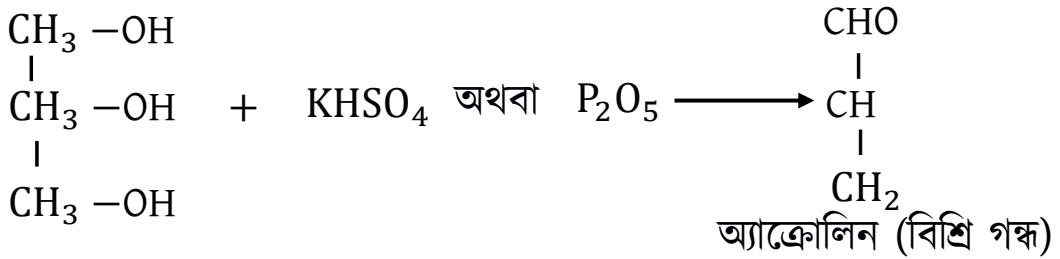 CH₃ –OH CHO
CH₃ –OH + KHSO₄ অথবা P₂O₅ ⟶ CH
CH₃ –OH CH₂
অ্যাক্রোলিন (বিশ্রি গন্ধ)